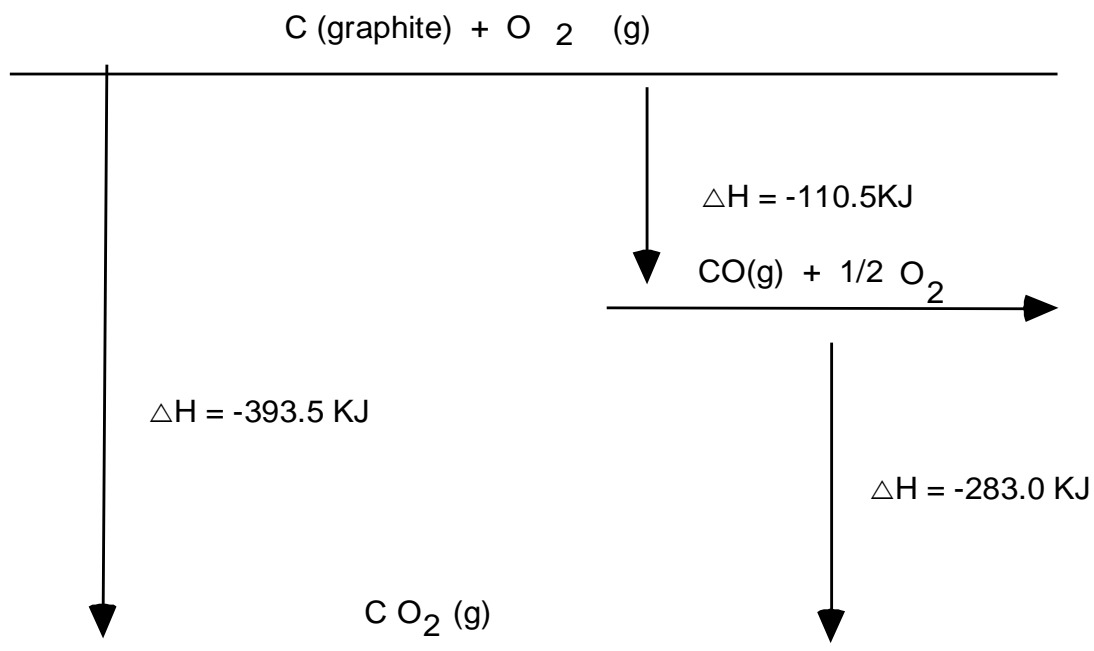 C (graphite) + O 2 (g)
△H = -110.5KJ
CO(g) + 1/2 O2
△H = -393.5 KJ
△H = -283.0 KJ
C O2 (g)